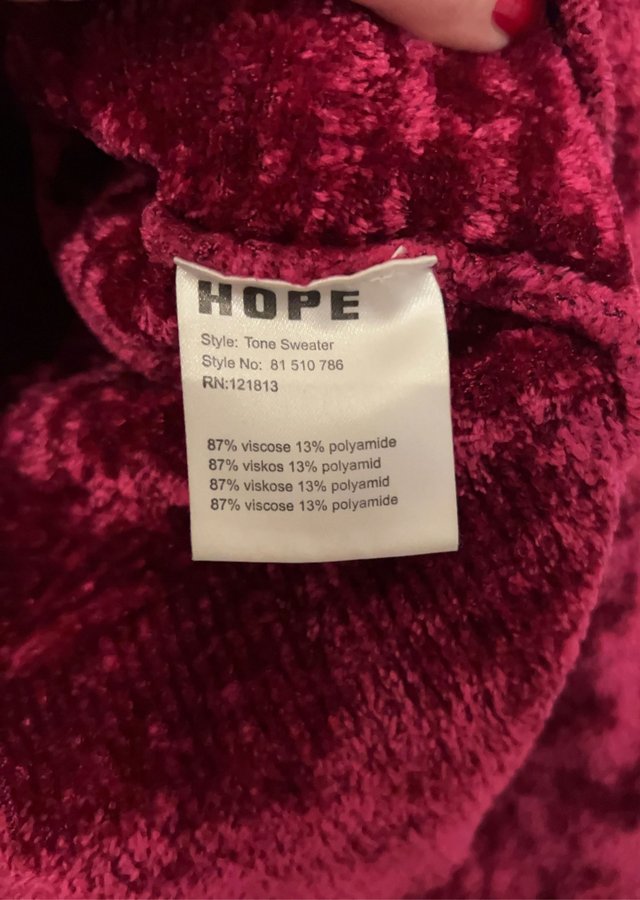 HOPE
Style: Tone Sweater
Style No: 81 510 786
RN:121813
87% viscose 13% polyamide
87% viskos 13% polyamid
87% viskose 13% polyamid
87% viscose 13% polyamide